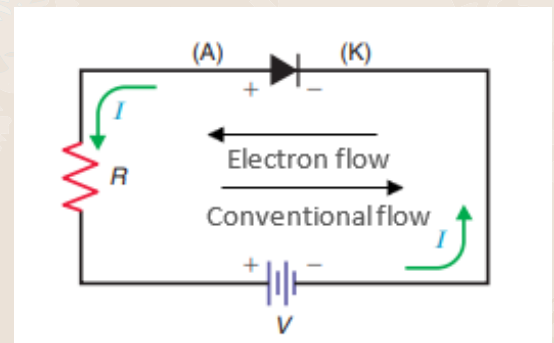 (A) (K)
+ −
I
Electron flow
R
Conventional flow
I
+ −
V